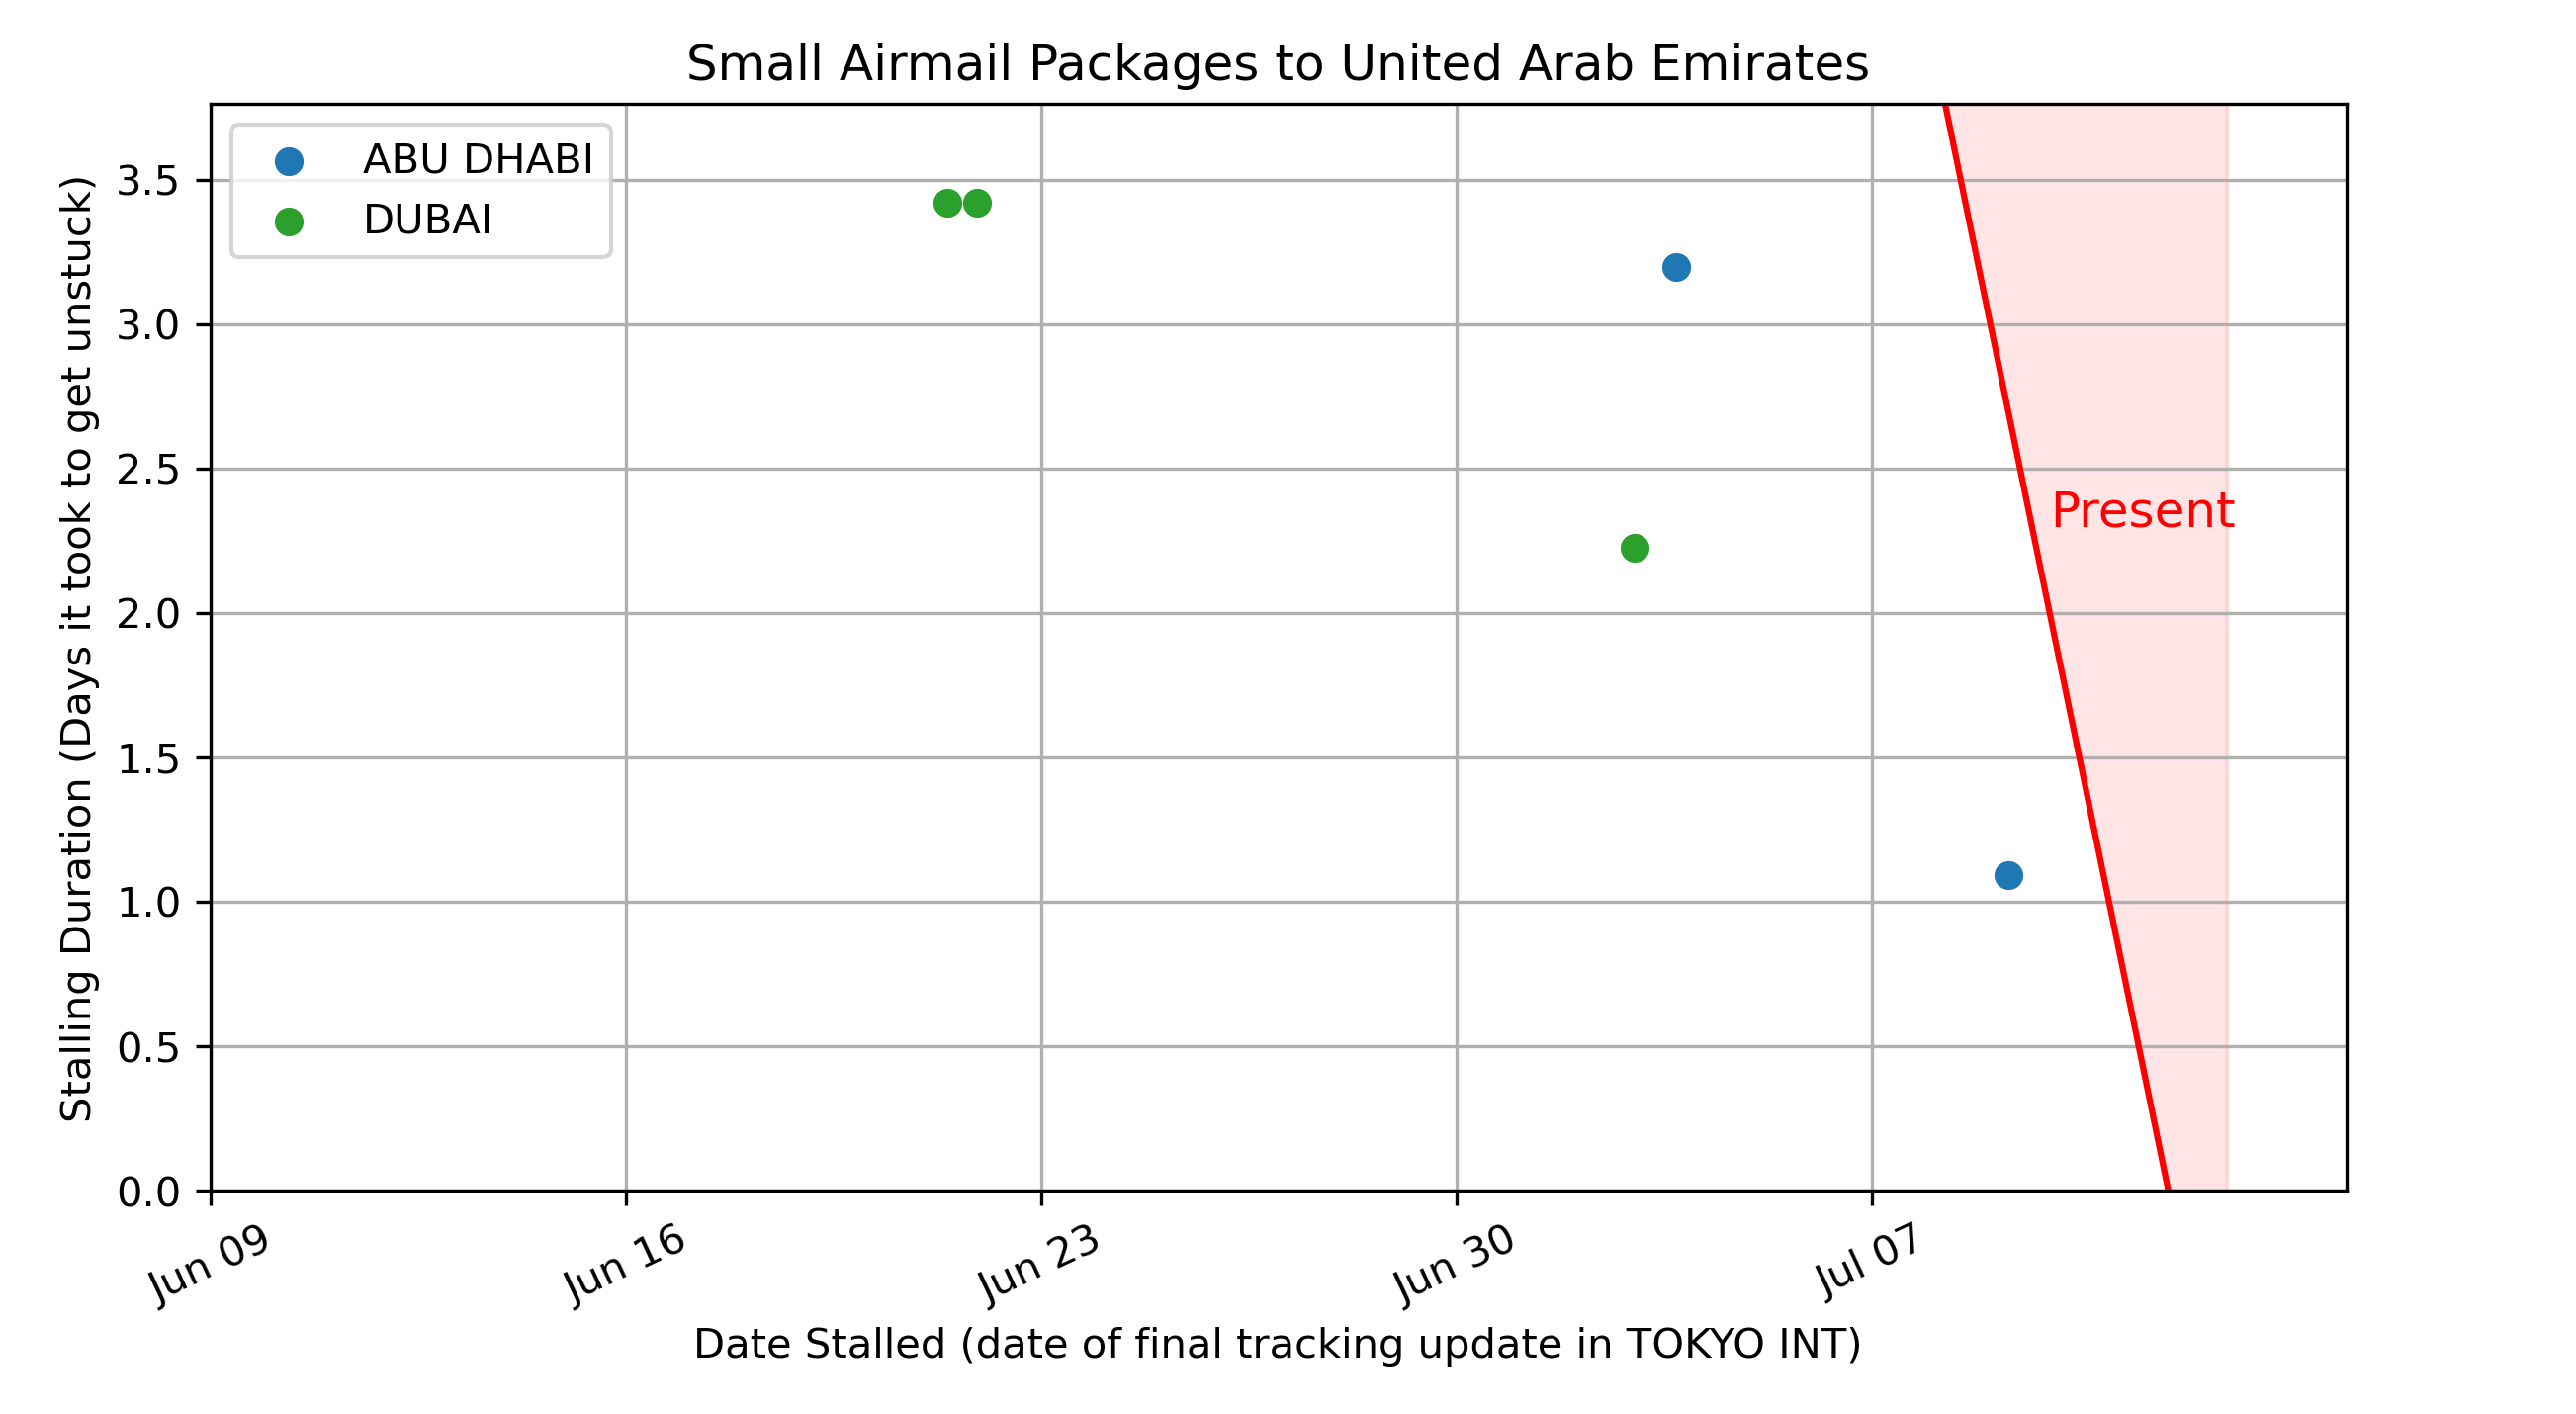 Small Airmail Packages to United Arab Emirates
ABU DHABI
DUBAI
Stalling Duration (Days it took to get unstuck)
3.5
3.0
2.5
2.0
1.5
1.0
0.5
0.0
Present
Jun 09
Jun 16
Jun 23
Jun 30
Jul 07
Date Stalled (date of final tracking update in TOKYO INT)